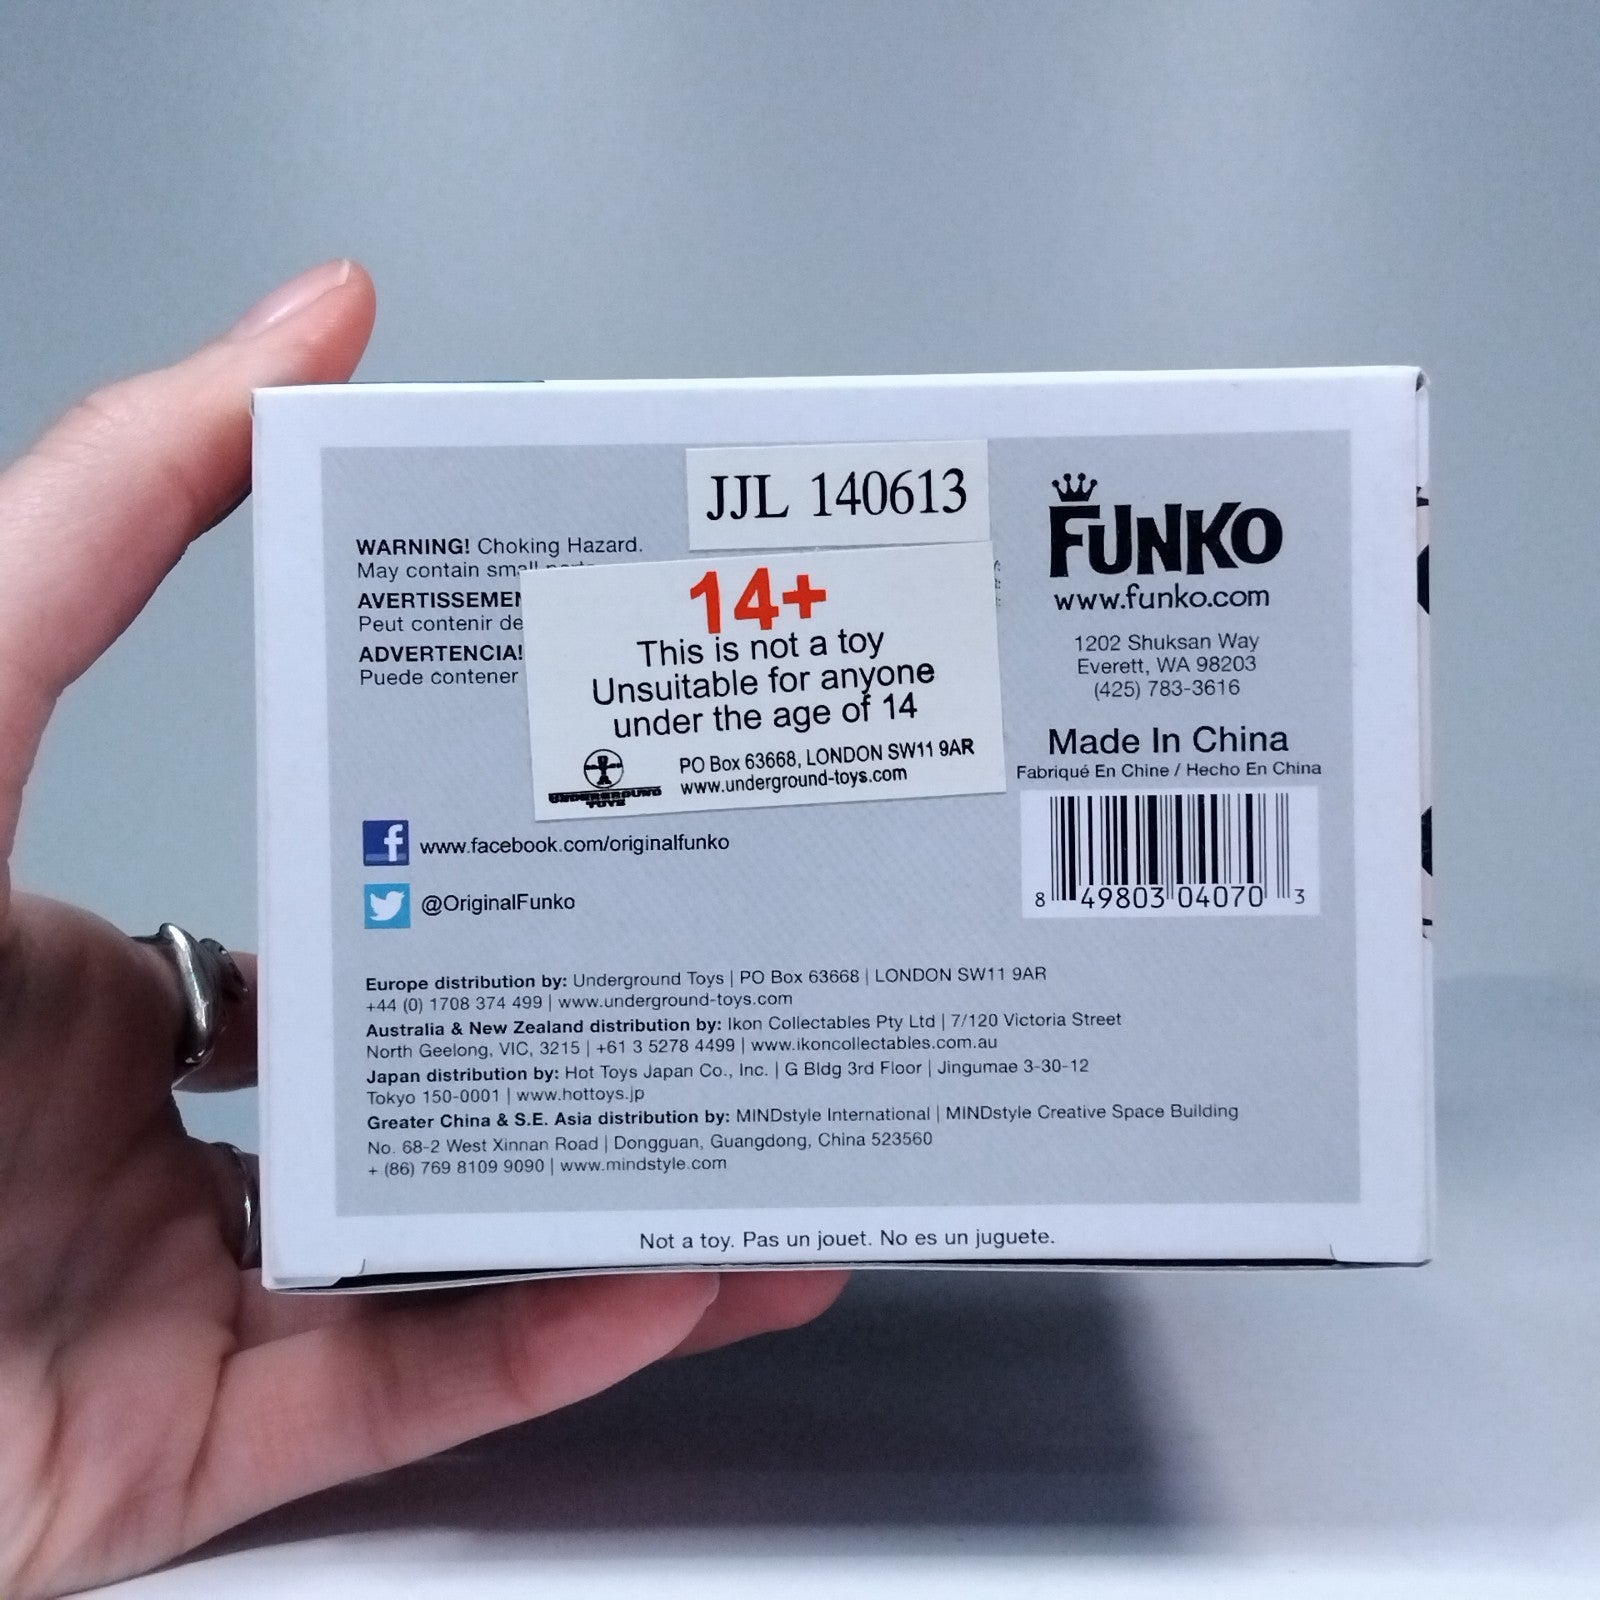 JJL 140613
WARNING! Choking Hazard.
May contain small
AVERTISSEMEN
Peut contenir de
ADVERTENCIA!
Puede contener
14+
This is not a toy
Unsuitable for anyone
under the age of 14
UNDERGROUND
TOYS
PO Box 63668, LONDON SW11 9AR
www.underground-toys.com
FUNKO
www.funko.com
1202 Shuksan Way
Everett, WA 98203
(425) 783-3616
Made In China
Fabriqué En Chine / Hecho En China
8 49803 04070 3
f www.facebook.com/originalfunko
@OriginalFunko
Europe distribution by: Underground Toys | PO Box 63668 | LONDON SW11 9AR
+44 (0) 1708 374 499 | www.underground-toys.com
Australia & New Zealand distribution by: Ikon Collectables Pty Ltd | 7/120 Victoria Street
North Geelong, VIC, 3215 | +61 3 5278 4499 | www.ikoncollectables.com.au
Japan distribution by: Hot Toys Japan Co., Inc. | G Bldg 3rd Floor | Jingumae 3-30-12
Tokyo 150-0001 | www.hottoys.jp
Greater China & S.E. Asia distribution by: MINDstyle International | MINDstyle Creative Space Building
No. 68-2 West Xinnan Road | Dongguan, Guangdong, China 523560
+ (86) 769 8109 9090 | www.mindstyle.com
Not a toy. Pas un jouet. No es un juguete.